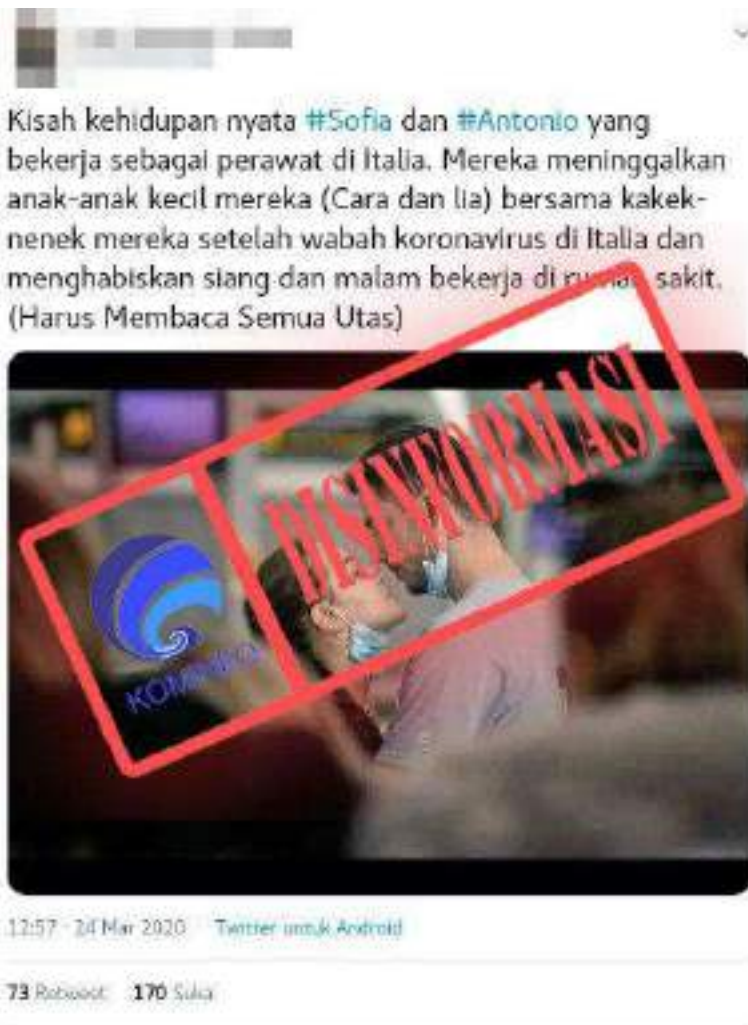 Kisah kehidupan nyata #Sofia dan #Antonio yang
bekerja sebagai perawat di Italia. Mereka meninggalkan
anak-anak kecil mereka (Cara dan lia) bersama kakek-
nenek mereka setelah wabah koronavirus di Italia dan
menghabiskan siang dan malam bekerja di rumah sakit.
(Harus Membaca Semua Utas)
DISINFORMASI
KOMINFO
12:57 · 24 Mar 2020 Twitter untuk Android
73 Retweet 170 Suka